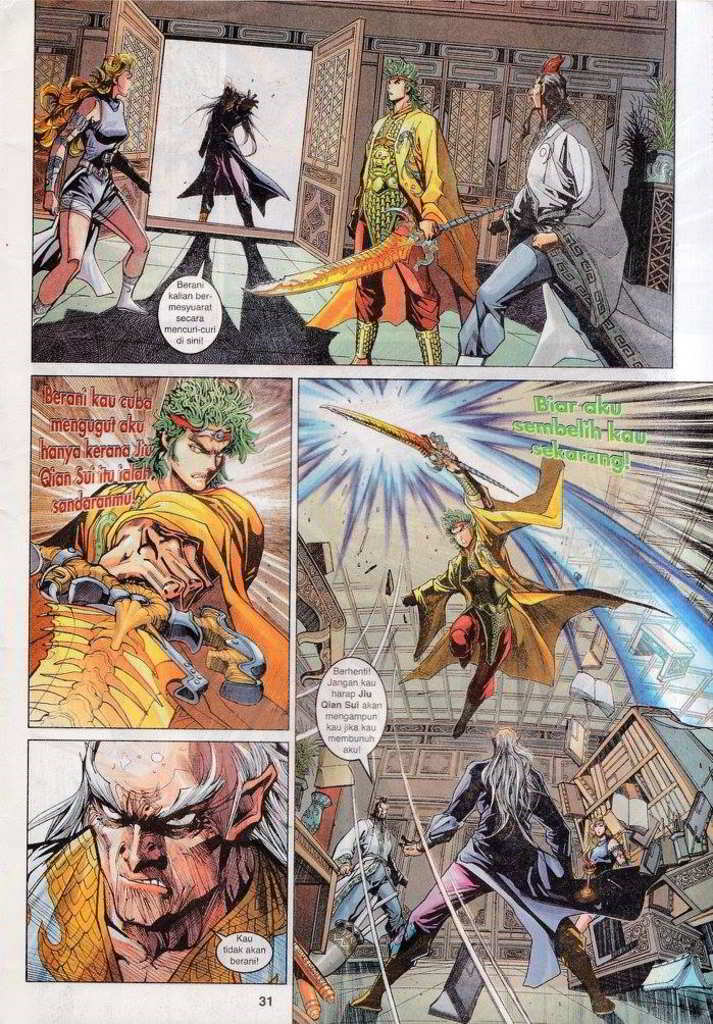 Berani
kalian ber-
mesyuarat
secara
mencuri-curi
di sini!
Berani kau cuba
mengugut aku
hanya kerana Jiu
Qian Sui itu ialah
sandaranmu!
Biar aku
sembelih kau
sekarang!
Berhenti!
Jangan kau
harap Jiu
Qian Sui akan
mengampun
kau jika kau
membunuh
aku!
Kau
tidak akan
berani!
31